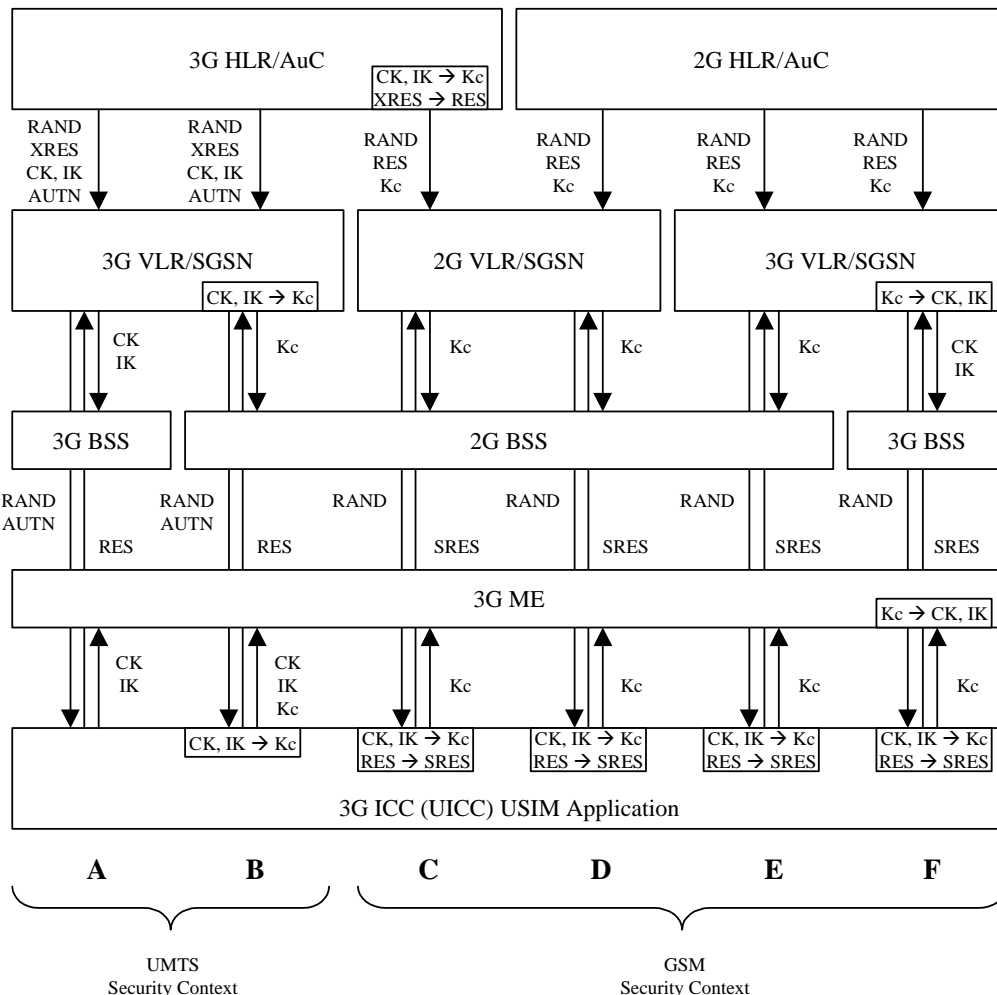 3G HLR/AuC
2G HLR/AuC
CK, IK → Kc
XRES → RES
RAND
XRES
CK, IK
AUTN
RAND
XRES
CK, IK
AUTN
RAND
RES
Kc
RAND
RES
Kc
RAND
RES
Kc
RAND
RES
Kc
3G VLR/SGSN
2G VLR/SGSN
3G VLR/SGSN
CK, IK → Kc
Kc → CK, IK
CK
IK
Kc
Kc
Kc
Kc
CK
IK
3G BSS
2G BSS
3G BSS
RAND
AUTN
RES
RAND
AUTN
RES
RAND
SRES
RAND
SRES
RAND
SRES
RAND
SRES
3G ME
Kc → CK, IK
CK
IK
CK
IK
Kc
Kc
Kc
Kc
Kc
CK, IK → Kc
CK, IK → Kc
RES → SRES
CK, IK → Kc
RES → SRES
CK, IK → Kc
RES → SRES
CK, IK → Kc
RES → SRES
3G ICC (UICC) USIM Application
A
B
C
D
E
F
UMTS
Security Context
GSM
Security Context